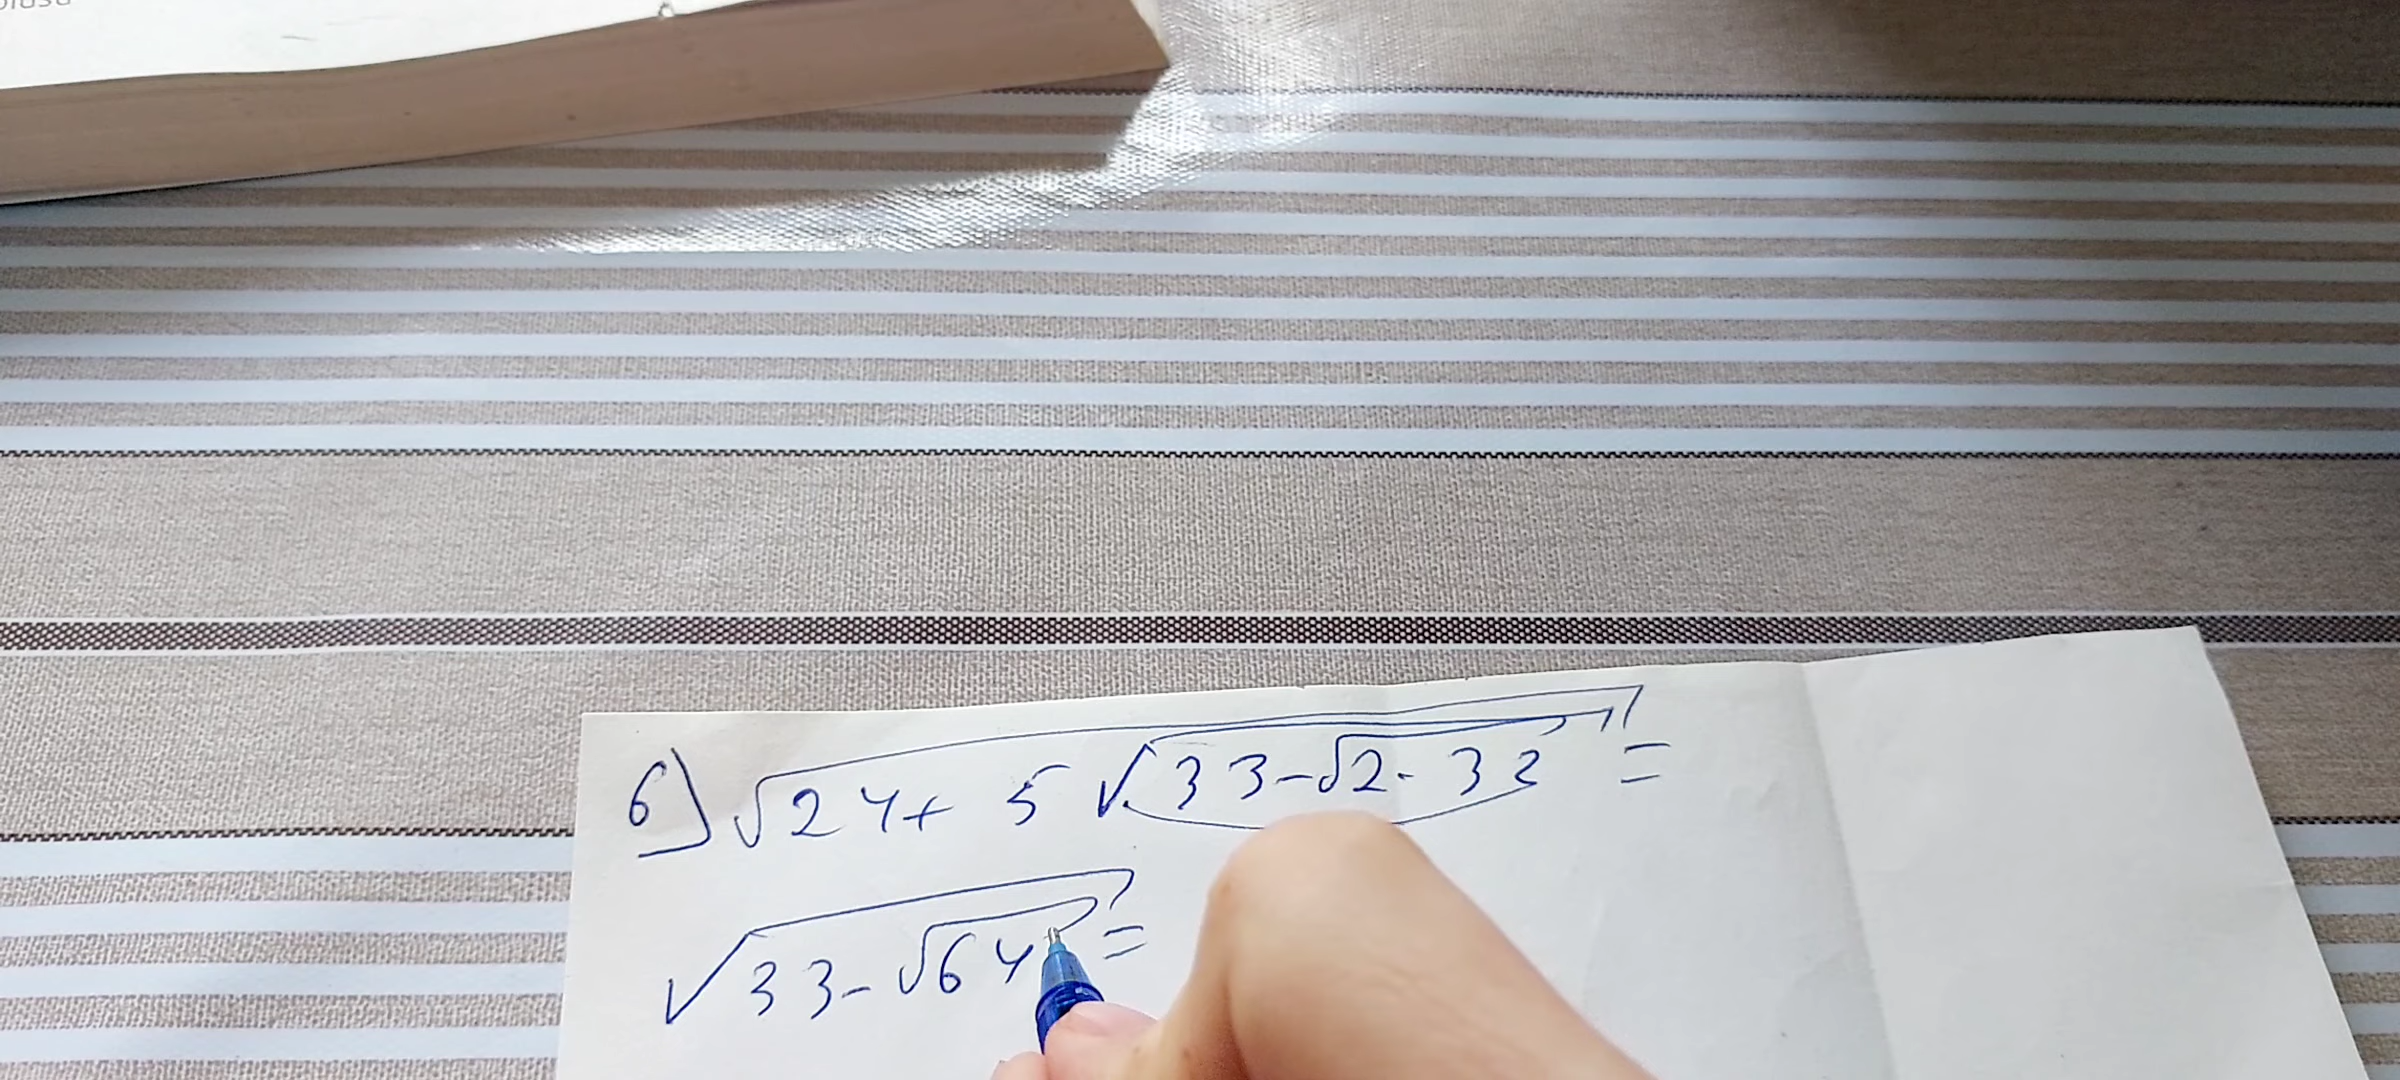 6) √24+ 5 √33-√2·32 =
√33-√64 =